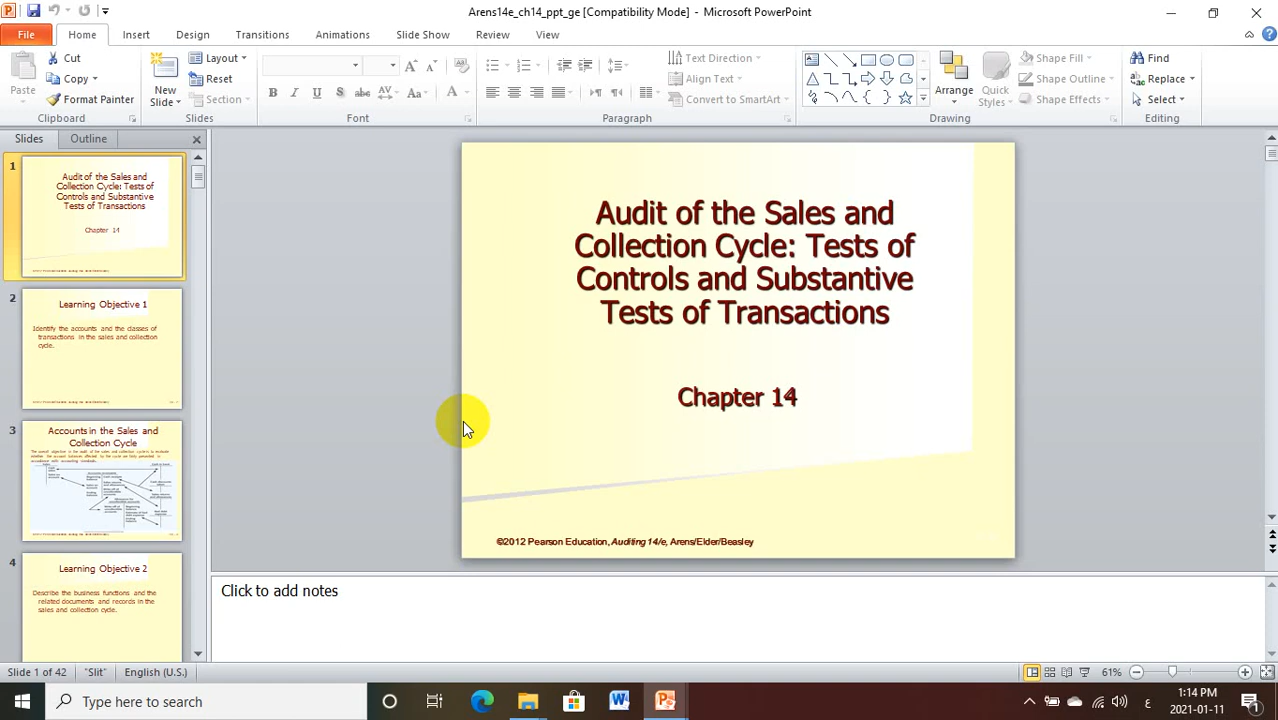 Arens14e_ch14_ppt_ge [Compatibility Mode] - Microsoft PowerPoint
File Home Insert Design Transitions Animations Slide Show Review View
Cut
Copy
Format Painter
Paste
Clipboard
New
Slide
Layout
Reset
Section
Slides
Font
Paragraph
Text Direction
Align Text
Convert to SmartArt
Arrange
Quick
Styles
Shape Fill
Shape Outline
Shape Effects
Drawing
Find
Replace
Select
Editing
Slides Outline
1
Audit of the Sales and
Collection Cycle: Tests of
Controls and Substantive
Tests of Transactions
Chapter 14
2
Learning Objective 1
Identify the accounts and the classes of
transactions in the sales and collection
cycle.
3
Accounts in the Sales and
Collection Cycle
4
Learning Objective 2
Describe the business functions and the
related documents and records in the
sales and collection cycle.
Audit of the Sales and
Collection Cycle: Tests of
Controls and Substantive
Tests of Transactions
Chapter 14
©2012 Pearson Education, Auditing 14/e, Arens/Elder/Beasley
Click to add notes
Slide 1 of 42 "Slit" English (U.S.) 61%
Type here to search
ع
1:14 PM
2021-01-11